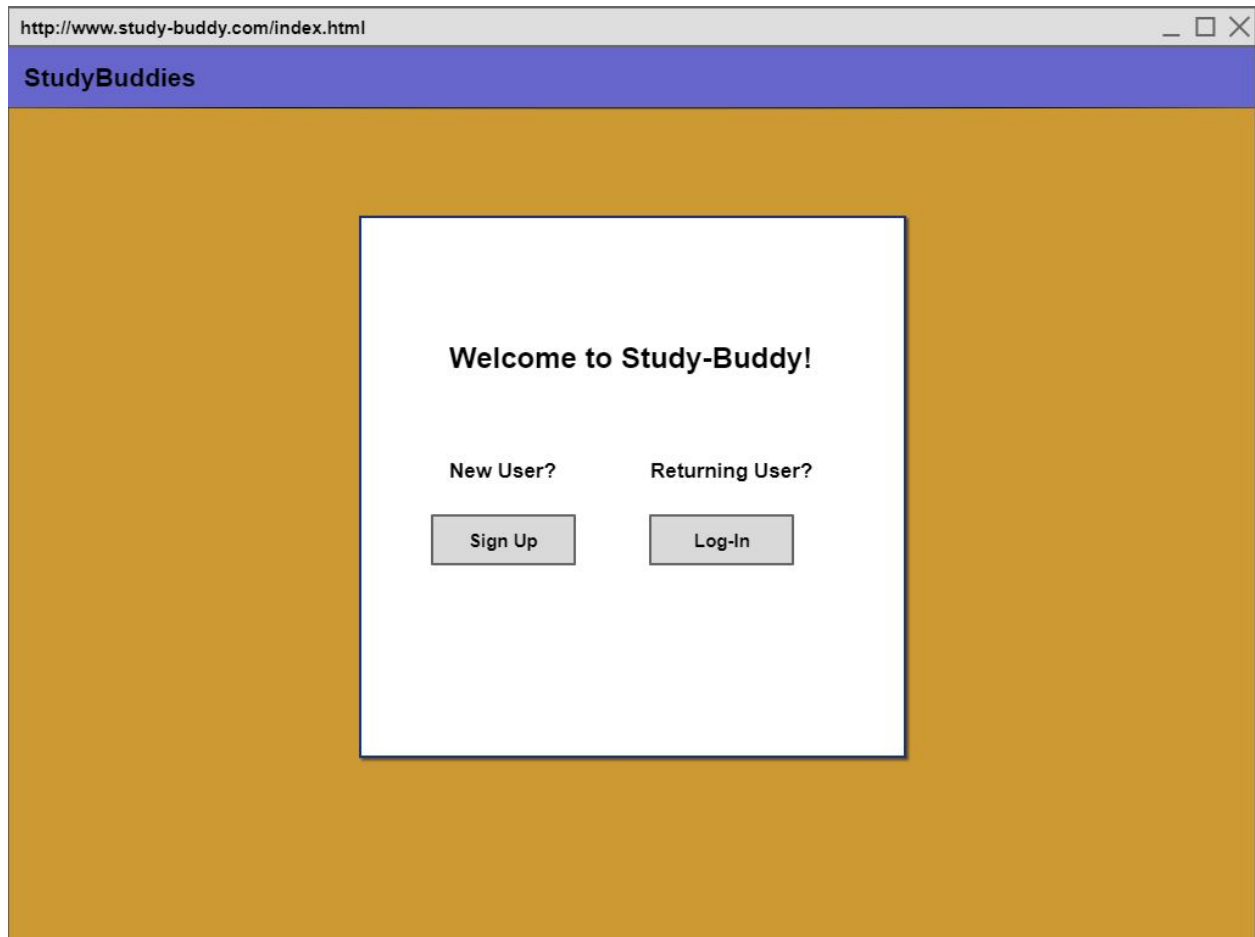 http://www.study-buddy.com/index.html
StudyBuddies
Welcome to Study-Buddy!
New User? Returning User?
Sign Up Log-In